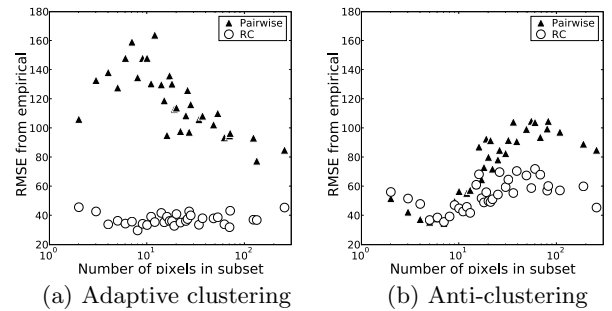 180
160
140
120
100
80
60
40
20
RMSE from empirical
Pairwise
RC
10^0
10^1
10^2
Number of pixels in subset
(a) Adaptive clustering
180
160
140
120
100
80
60
40
20
RMSE from empirical
Pairwise
RC
10^0
10^1
10^2
Number of pixels in subset
(b) Anti-clustering